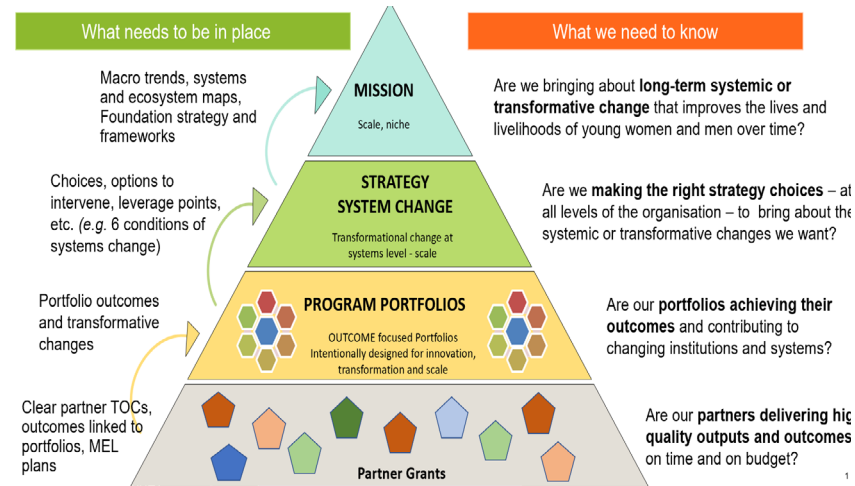 What needs to be in place
What we need to know
Macro trends, systems
and ecosystem maps,
Foundation strategy and
frameworks
MISSION
Scale, niche
Are we bringing about long-term systemic or
transformative change that improves the lives and
livelihoods of young women and men over time?
Choices, options to
intervene, leverage points,
etc. (e.g. 6 conditions of
systems change)
STRATEGY
SYSTEM CHANGE
Transformational change at
systems level - scale
Are we making the right strategy choices – at
all levels of the organisation – to bring about the
systemic or transformative changes we want?
Portfolio outcomes
and transformative
changes
PROGRAM PORTFOLIOS
OUTCOME focused Portfolios
Intentionally designed for innovation,
transformation and scale
Are our portfolios achieving their
outcomes and contributing to
changing institutions and systems?
Clear partner TOCs,
outcomes linked to
portfolios, MEL
plans
Partner Grants
Are our partners delivering
quality outputs and outcomes
on time and on budget?
1